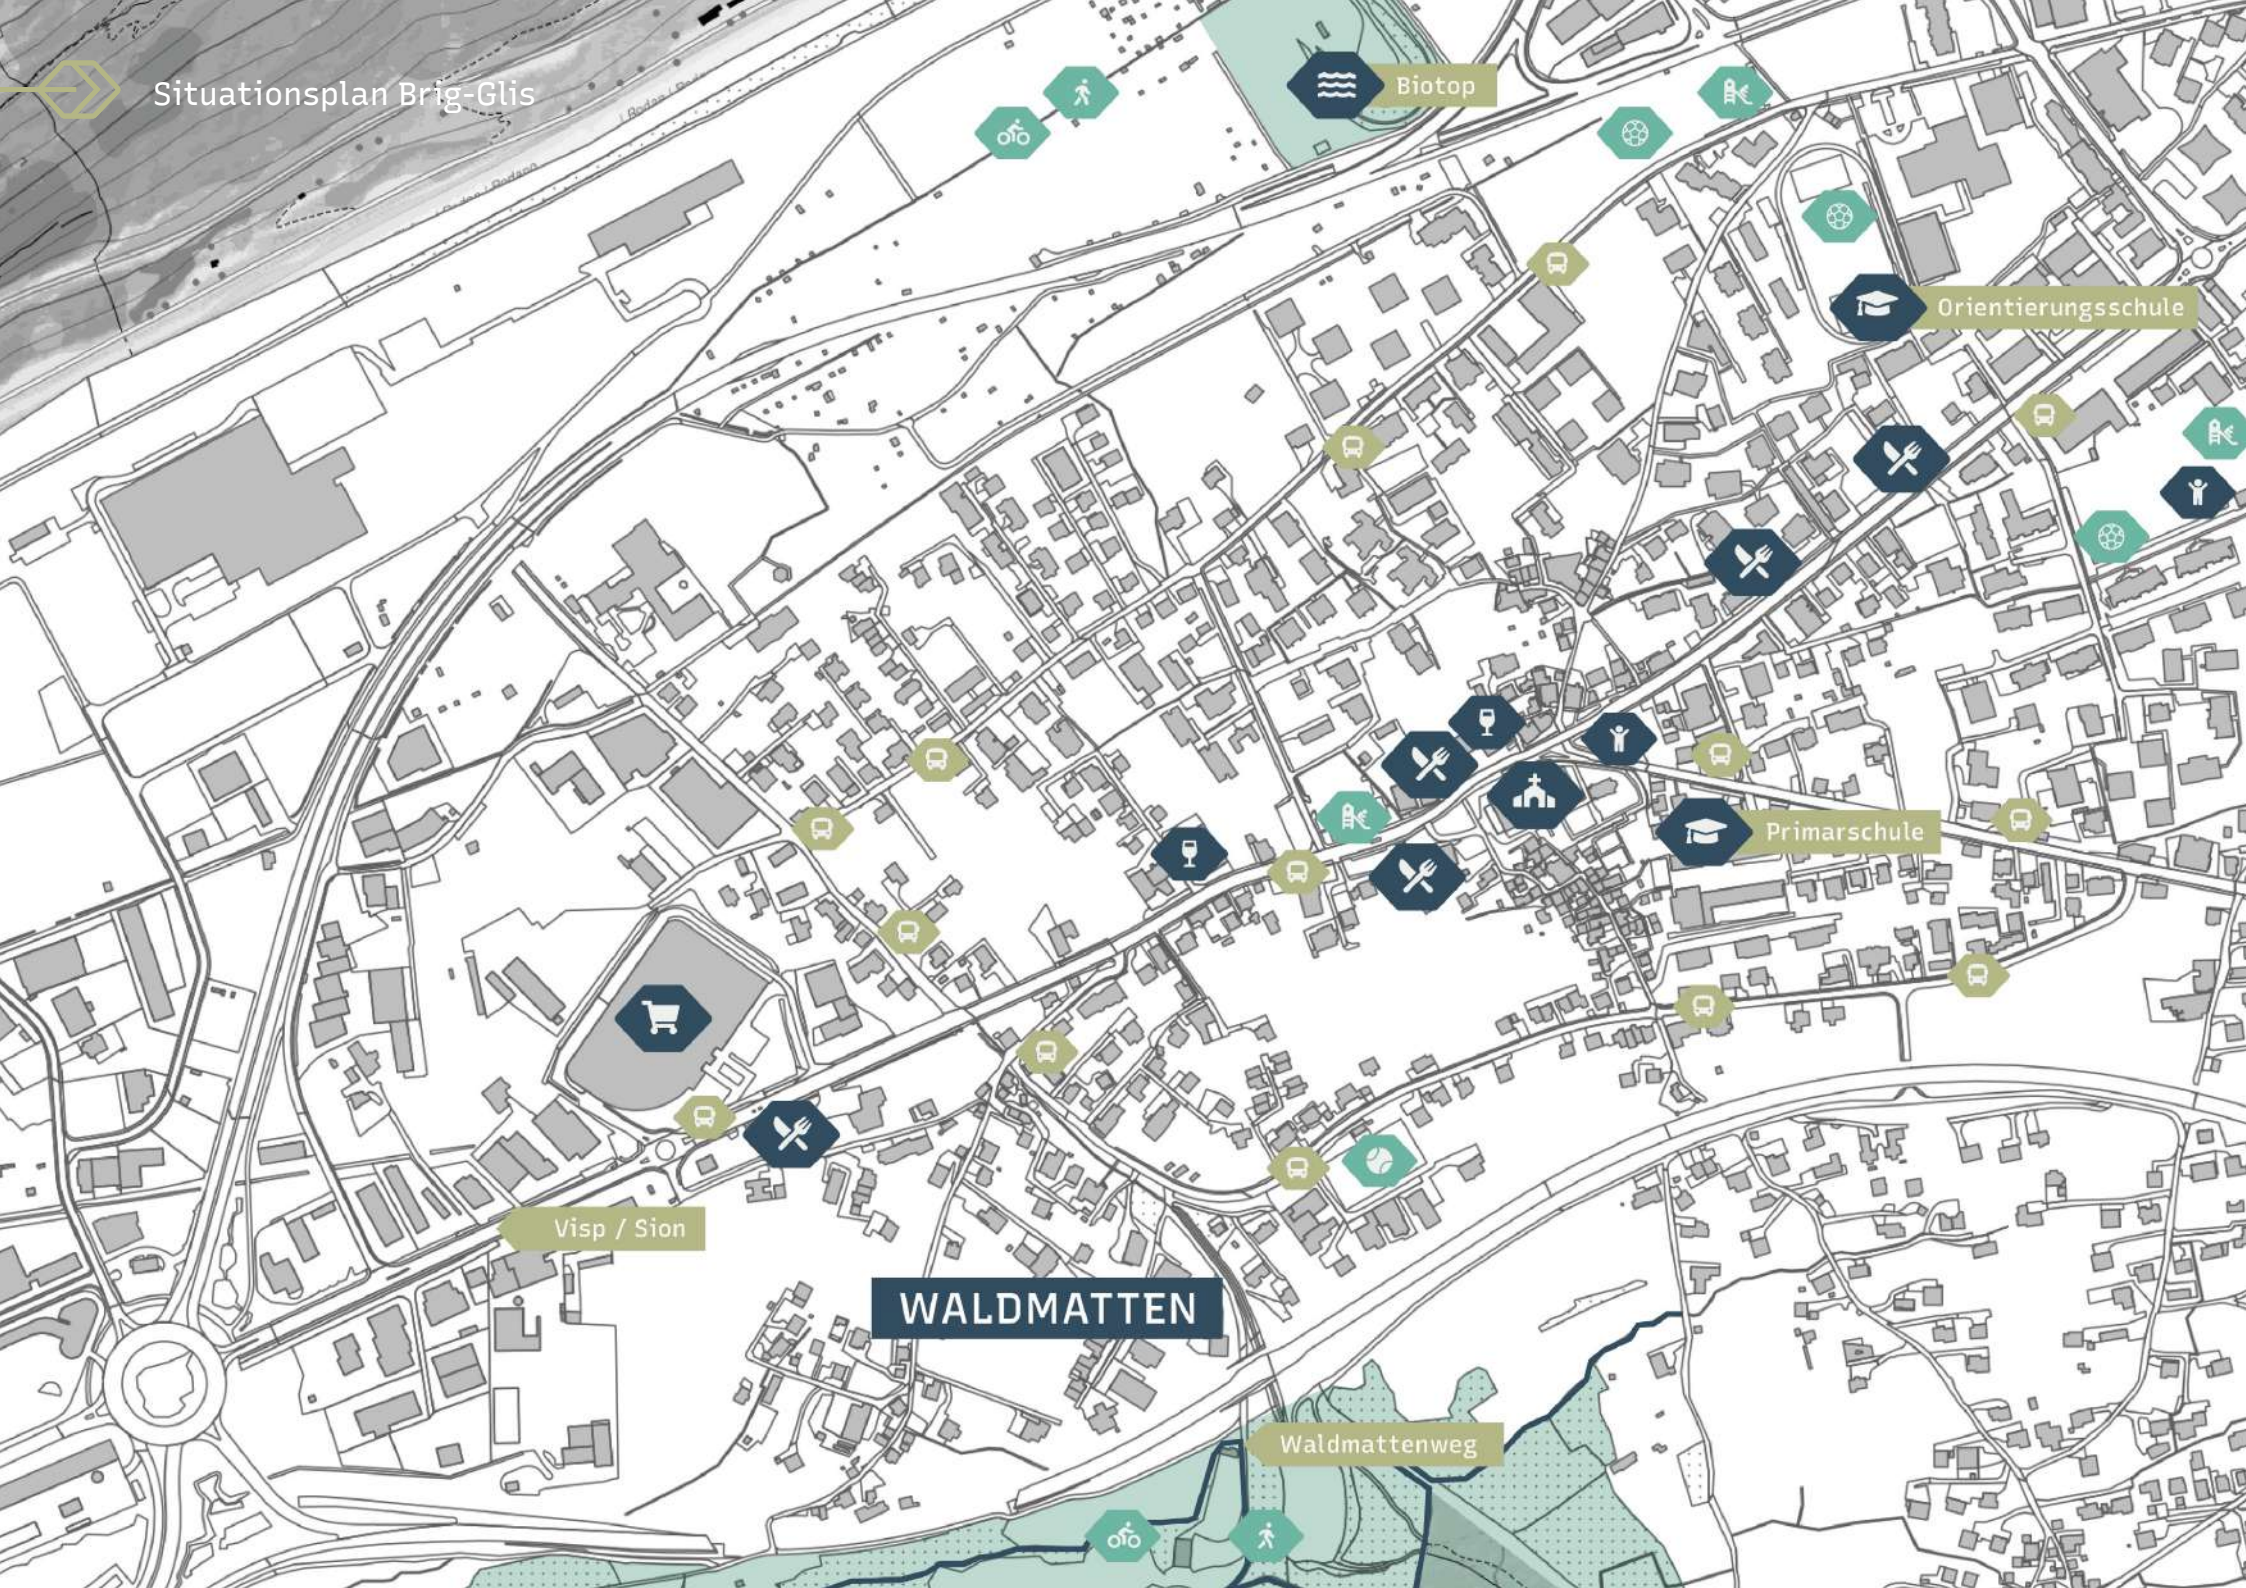 Situationsplan Brig-Glis
Biotop
Orientierungsschule
Primarschule
Visp / Sion
WALDMATTEN
Waldmattenweg